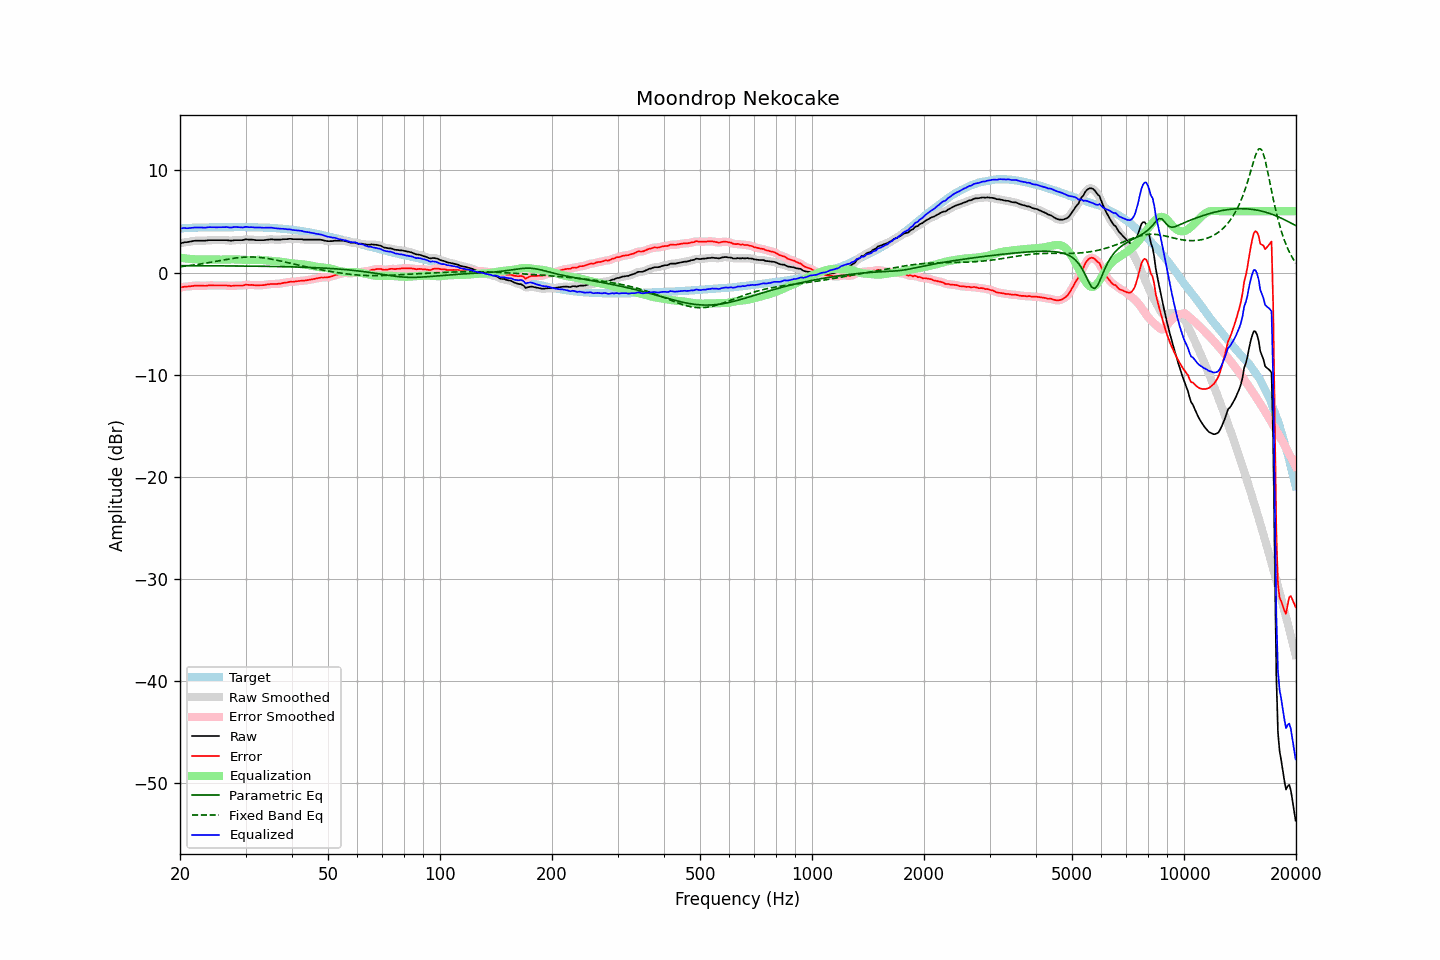 Moondrop Nekocake
10
0
−10
−20
−30
−40
−50
Amplitude (dBr)
Target
Raw Smoothed
Error Smoothed
Raw
Error
Equalization
Parametric Eq
Fixed Band Eq
Equalized
20 50 100 200 500 1000 2000 5000 10000 20000
Frequency (Hz)